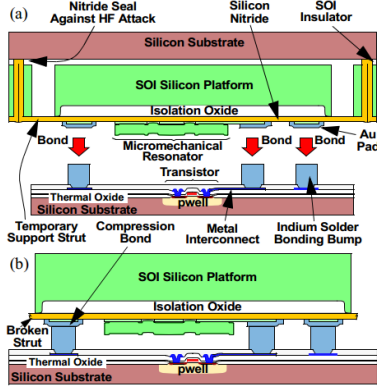 (a)
Nitride Seal
Against HF Attack
Silicon
Nitride
SOI
Insulator
Silicon Substrate
SOI Silicon Platform
Isolation Oxide
Au
Pad
Bond
Bond
Bond
Micromechanical
Resonator
Transistor
Thermal Oxide
pwell
Silicon Substrate
Temporary
Support Strut
Compression
Bond
Metal
Interconnect
Indium Solder
Bonding Bump
(b)
SOI Silicon Platform
Isolation Oxide
Broken
Strut
Thermal Oxide
pwell
Silicon Substrate